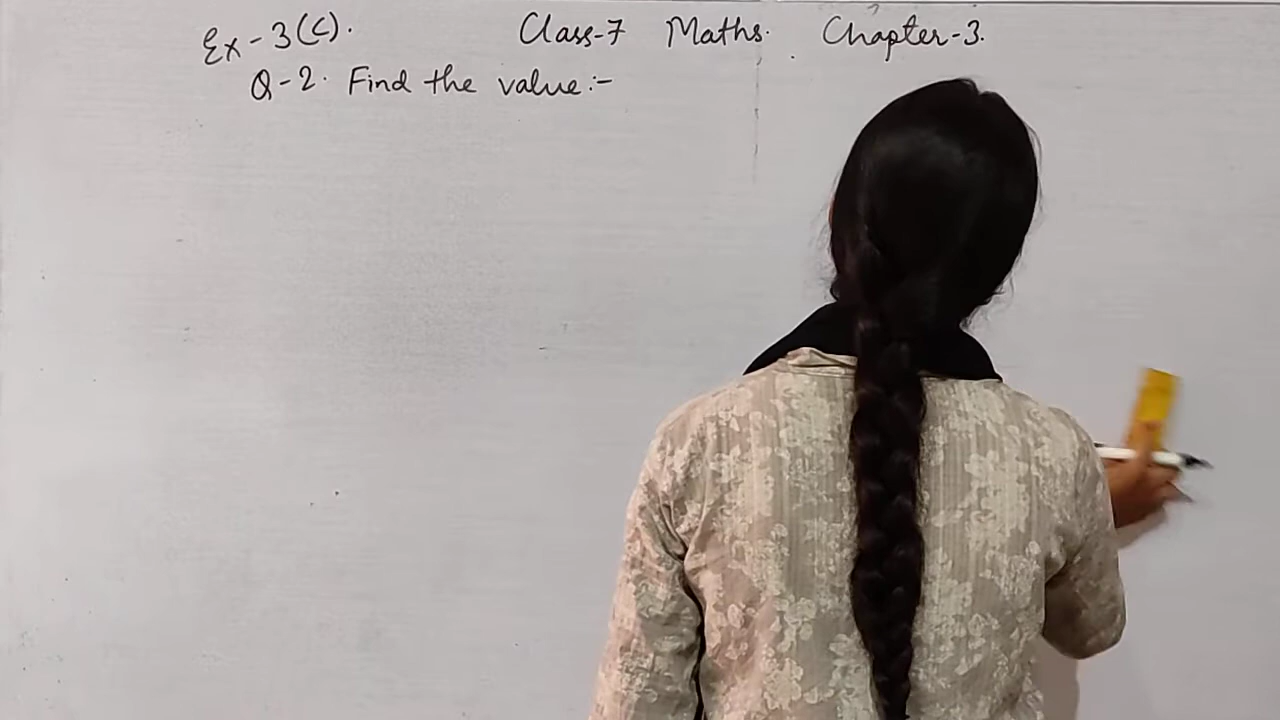 Ex-3(c). Class-7 Maths. Chapter-3.
Q-2. Find the value:-